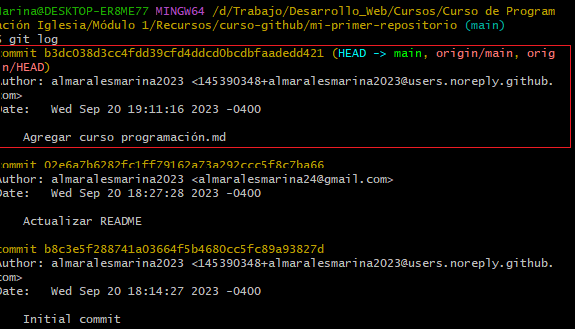 Marina@DESKTOP-ER8ME77 MINGW64 /d/Trabajo/Desarrollo_Web/Cursos/Curso de Program
ación Iglesia/Módulo 1/Recursos/curso-github/mi-primer-repositorio (main)
$ git log
commit b3dc038d3cc4fdd39cfd4ddcd0bcdbfaadedd421 (HEAD -> main, origin/main, orig
in/HEAD)
Author: almaralesmarina2023 <145390348+almaralesmarina2023@users.noreply.github.
com>
Date:   Wed Sep 20 19:11:16 2023 -0400
Agregar curso programación.md
commit 02e6a7b6282fc1ff79162a73a292ccc5f8c7ba66
Author: almaralesmarina2023 <almaralesmarina24@gmail.com>
Date:   Wed Sep 20 18:27:28 2023 -0400
Actualizar README
commit b8c3e5f288741a03664f5b4680cc5fc89a93827d
Author: almaralesmarina2023 <145390348+almaralesmarina2023@users.noreply.github.
com>
Date:   Wed Sep 20 18:14:27 2023 -0400
Initial commit